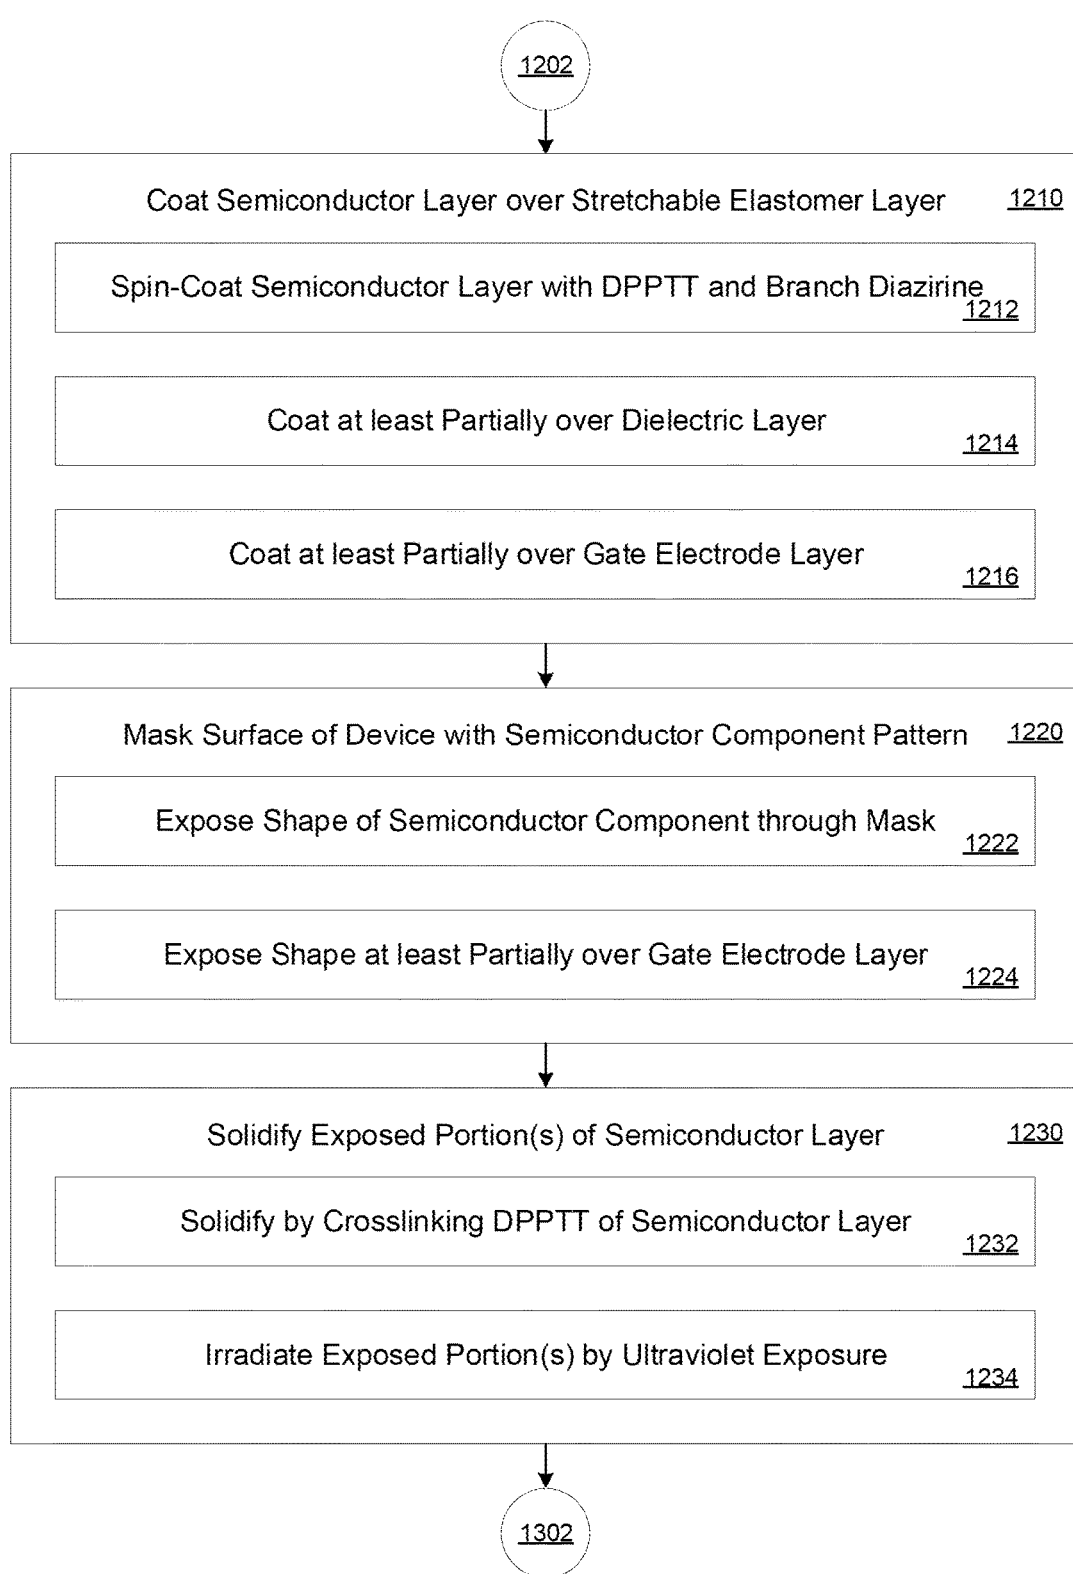 1202
Coat Semiconductor Layer over Stretchable Elastomer Layer 1210
Spin-Coat Semiconductor Layer with DPPTT and Branch Diazirine
1212
Coat at least Partially over Dielectric Layer
1214
Coat at least Partially over Gate Electrode Layer
1216
Mask Surface of Device with Semiconductor Component Pattern 1220
Expose Shape of Semiconductor Component through Mask
1222
Expose Shape at least Partially over Gate Electrode Layer
1224
Solidify Exposed Portion(s) of Semiconductor Layer 1230
Solidify by Crosslinking DPPTT of Semiconductor Layer
1232
Irradiate Exposed Portion(s) by Ultraviolet Exposure
1234
1302